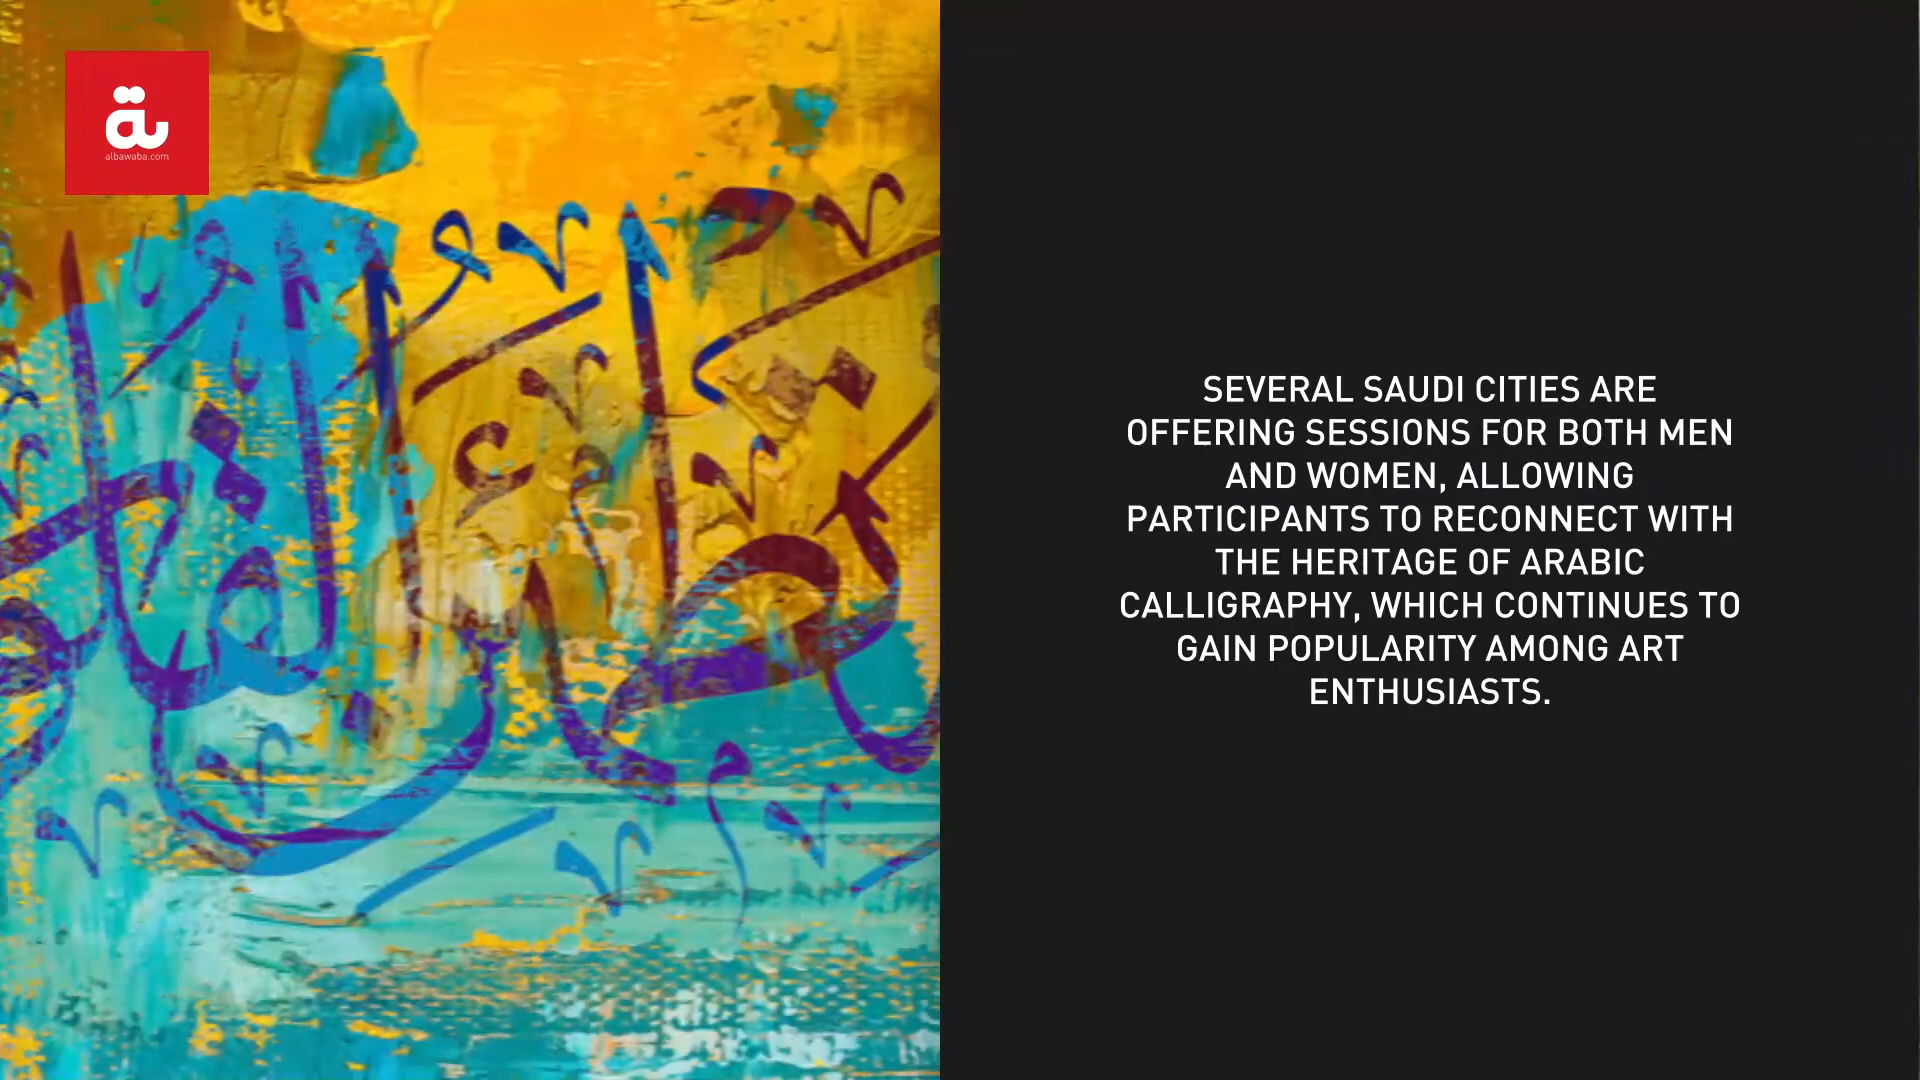 ة
albawaba.com
SEVERAL SAUDI CITIES ARE
OFFERING SESSIONS FOR BOTH MEN
AND WOMEN, ALLOWING
PARTICIPANTS TO RECONNECT WITH
THE HERITAGE OF ARABIC
CALLIGRAPHY, WHICH CONTINUES TO
GAIN POPULARITY AMONG ART
ENTHUSIASTS.